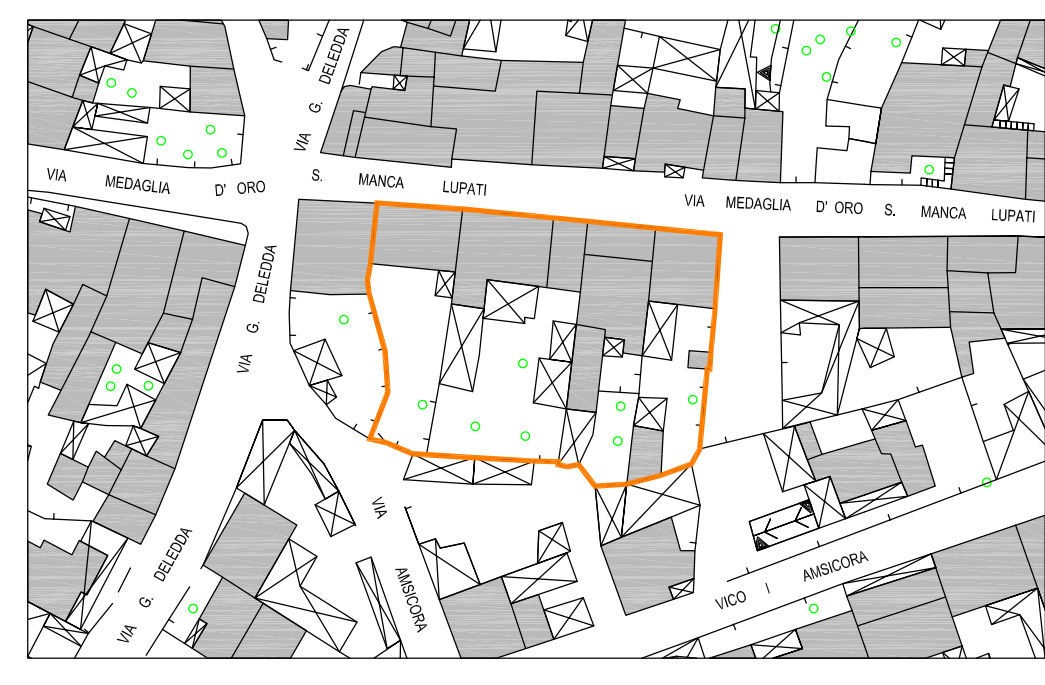 VIA G. DELEDDA
VIA MEDAGLIA D' ORO S. MANCA LUPATI
VIA MEDAGLIA D' ORO S. MANCA LUPATI
VIA G. DELEDDA
VIA AMSICORA
VICO I AMSICORA
VIA G. DELEDDA